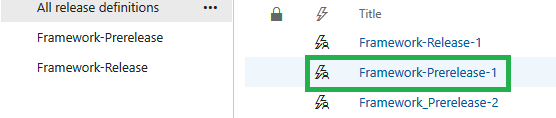 All release definitions ...
Framework-Prerelease
Framework-Release
Title
Framework-Release-1
Framework-Prerelease-1
Framework_Prerelease-2